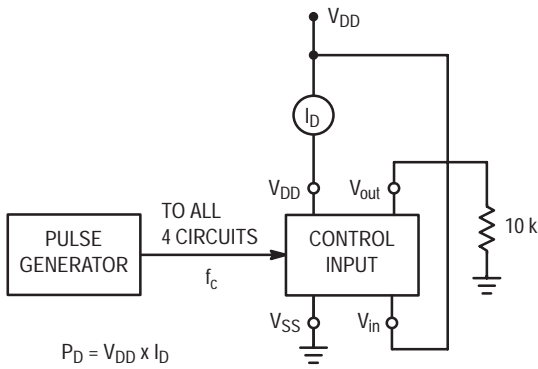 V_DD
I_D
V_DD
V_out
TO ALL
4 CIRCUITS
10 k
PULSE
GENERATOR
CONTROL
INPUT
f_c
V_SS
V_in
P_D = V_DD x I_D